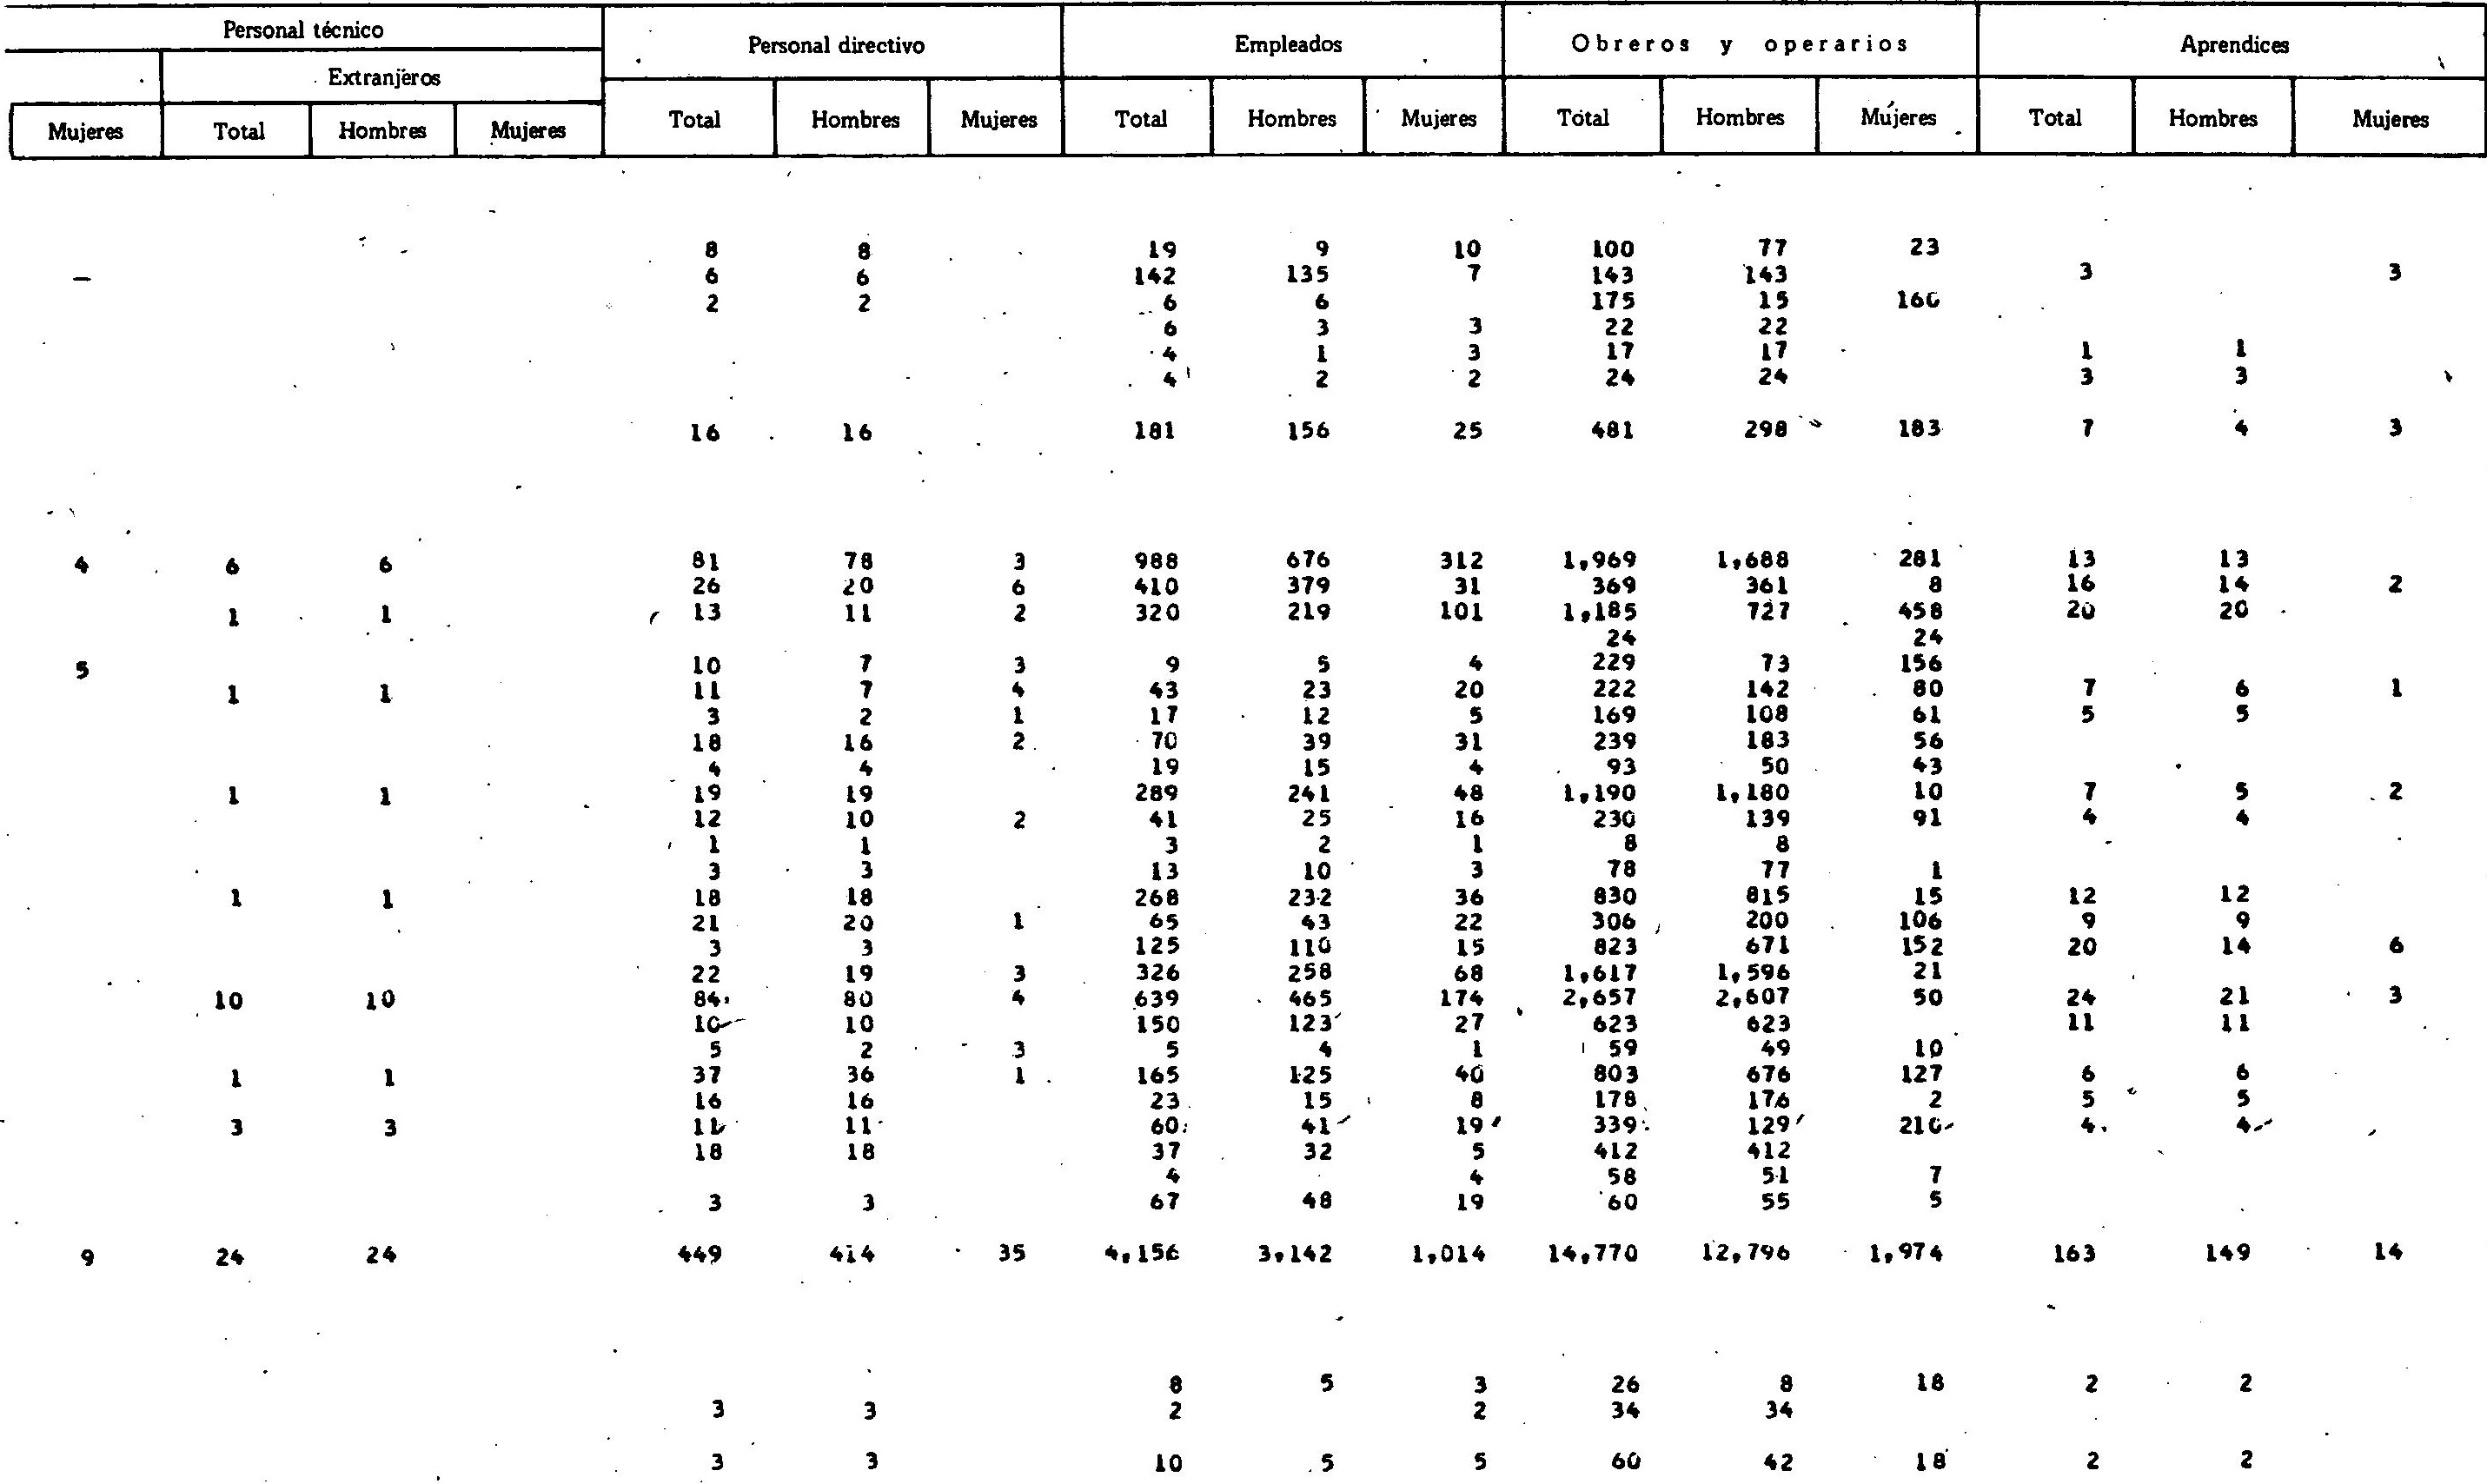 Personal técnico Personal directivo Empleados Obreros y operarios Aprendices
Extranjeros
Mujeres Total Hombres Mujeres Total Hombres Mujeres Total Hombres Mujeres Total Hombres Mujeres Total Hombres Mujeres
8 8 19 9 10 100 77 23
— 6 6 142 135 7 143 143 3 3
2 2 6 6 175 15 160
6 3 3 22 22
4 1 3 17 17 1 1
4 2 2 24 24 3 3
16 16 181 156 25 481 298 183 7 4 3
4 6 6 81 78 3 988 676 312 1,969 1,688 281 13 13
26 20 6 410 379 31 369 361 8 16 14 2
1 1 13 11 2 320 219 101 1,185 727 458 20 20
24 24
5 10 7 3 9 5 4 229 73 156
1 1 11 7 4 43 23 20 222 142 80 7 6 1
3 2 1 17 12 5 169 108 61 5 5
18 16 2 70 39 31 239 183 56
4 4 19 15 4 93 50 43
1 1 19 19 289 241 48 1,190 1,180 10 7 5 2
12 10 2 41 25 16 230 139 91 4 4
1 1 3 2 1 8 8
3 3 13 10 3 78 77 1
1 1 18 18 268 232 36 830 815 15 12 12
21 20 1 65 43 22 306 200 106 9 9
3 3 125 110 15 823 671 152 20 14 6
22 19 3 326 258 68 1,617 1,596 21
10 10 84 80 4 639 465 174 2,657 2,607 50 24 21 3
10 10 150 123 27 623 623 11 11
5 2 3 5 4 1 59 49 10
1 1 37 36 1 165 125 40 803 676 127 6 6
16 16 23 15 8 178 176 2 5 5
3 3 11 11 60 41 19 339 129 210 4 4
18 18 37 32 5 412 412
4 4 58 51 7
3 3 67 48 19 60 55 5
9 24 24 449 414 35 4,156 3,142 1,014 14,770 12,796 1,974 163 149 14
8 5 3 26 8 18 2 2
3 3 2 2 34 34
3 3 10 5 5 60 42 18 2 2